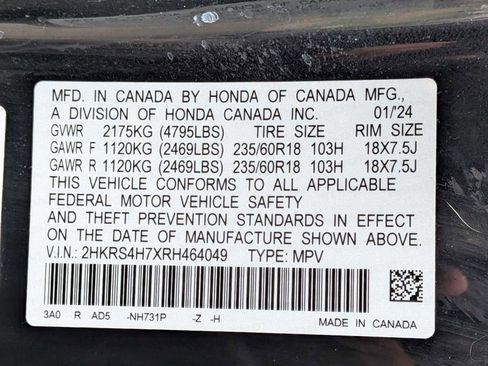 MFD. IN CANADA BY HONDA OF CANADA MFG.,
A DIVISION OF HONDA CANADA INC. 01/'24
GVWR 2175KG (4795LBS) TIRE SIZE RIM SIZE
GAWR F 1120KG (2469LBS) 235/60R18 103H 18X7.5J
GAWR R 1120KG (2469LBS) 235/60R18 103H 18X7.5J
THIS VEHICLE CONFORMS TO ALL APPLICABLE
FEDERAL MOTOR VEHICLE SAFETY
AND THEFT PREVENTION STANDARDS IN EFFECT
ON THE DATE OF MANUFACTURE SHOWN ABOVE.
V.I.N: 2HKRS4H7XRH464049 TYPE: MPV
3A0 R AD5 -NH731P -Z -H MADE IN CANADA